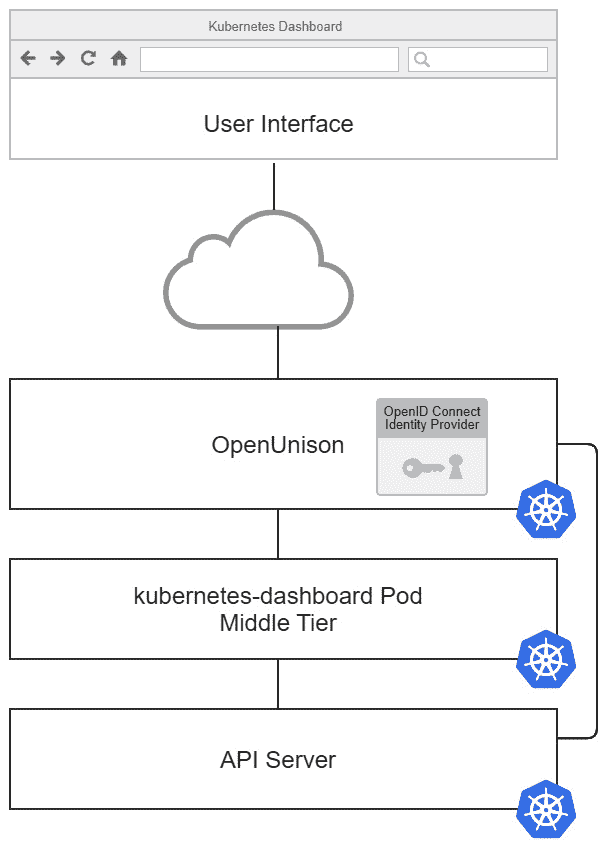 Kubernetes Dashboard
User Interface
OpenUnison
OpenID Connect
Identity Provider
kubernetes-dashboard Pod
Middle Tier
API Server